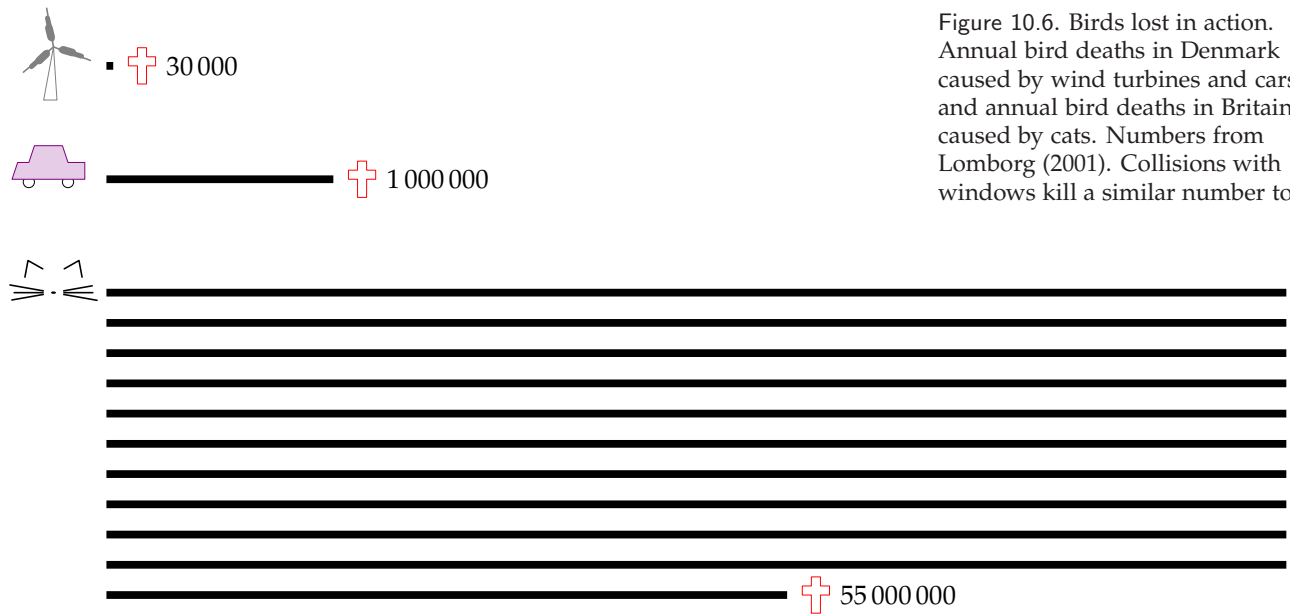 Figure 10.6. Birds lost in action.
Annual bird deaths in Denmark
caused by wind turbines and cars
and annual bird deaths in Britain
caused by cats. Numbers from
Lomborg (2001). Collisions with
windows kill a similar number to
30 000
1 000 000
55 000 000